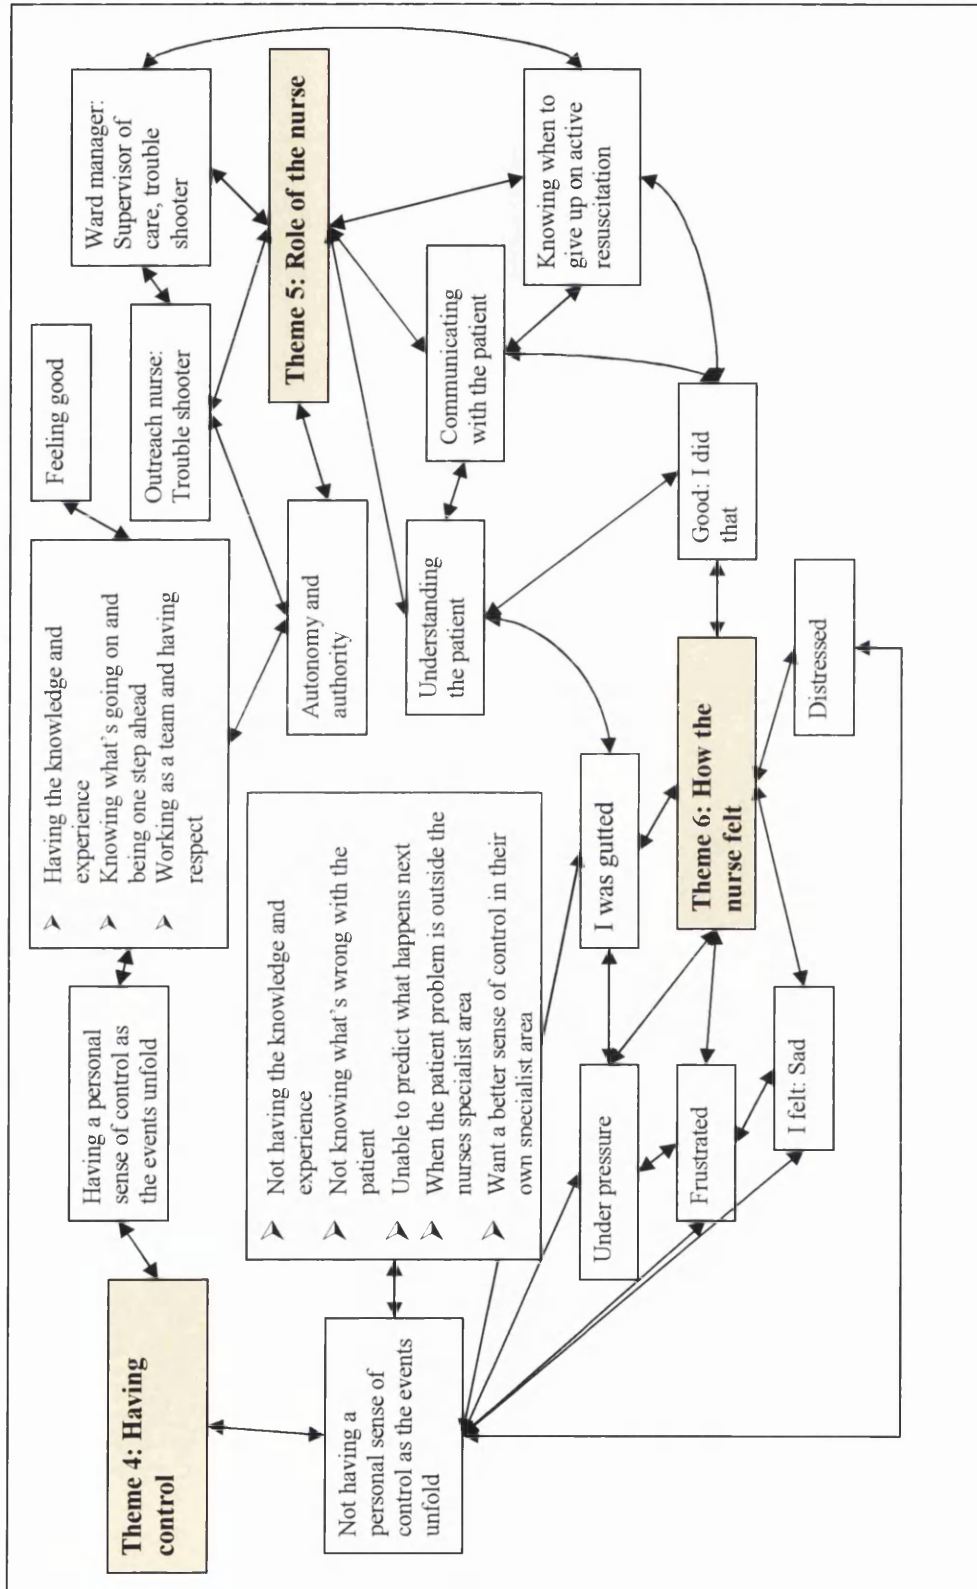 Theme 4: Having
control
Having a personal
sense of control as
the events unfold
➢ Having the knowledge and
experience
➢ Knowing what's going on and
being one step ahead
➢ Working as a team and having
respect
Feeling good
Outreach nurse:
Trouble shooter
Ward manager:
Supervisor of
care, trouble
shooter
Not having a
personal sense of
control as the events
unfold
➢ Not having the knowledge and
experience
➢ Not knowing what's wrong with the
patient
➢ Unable to predict what happens next
➢ When the patient problem is outside the
nurses specialist area
➢ Want a better sense of control in their
own specialist area
Autonomy and
authority
Theme 5: Role of the nurse
Understanding
the patient
Communicating
with the patient
Knowing when to
give up on active
resuscitation
Under pressure
I was gutted
Good: I did
that
Frustrated
Theme 6: How the
nurse felt
I felt: Sad
Distressed